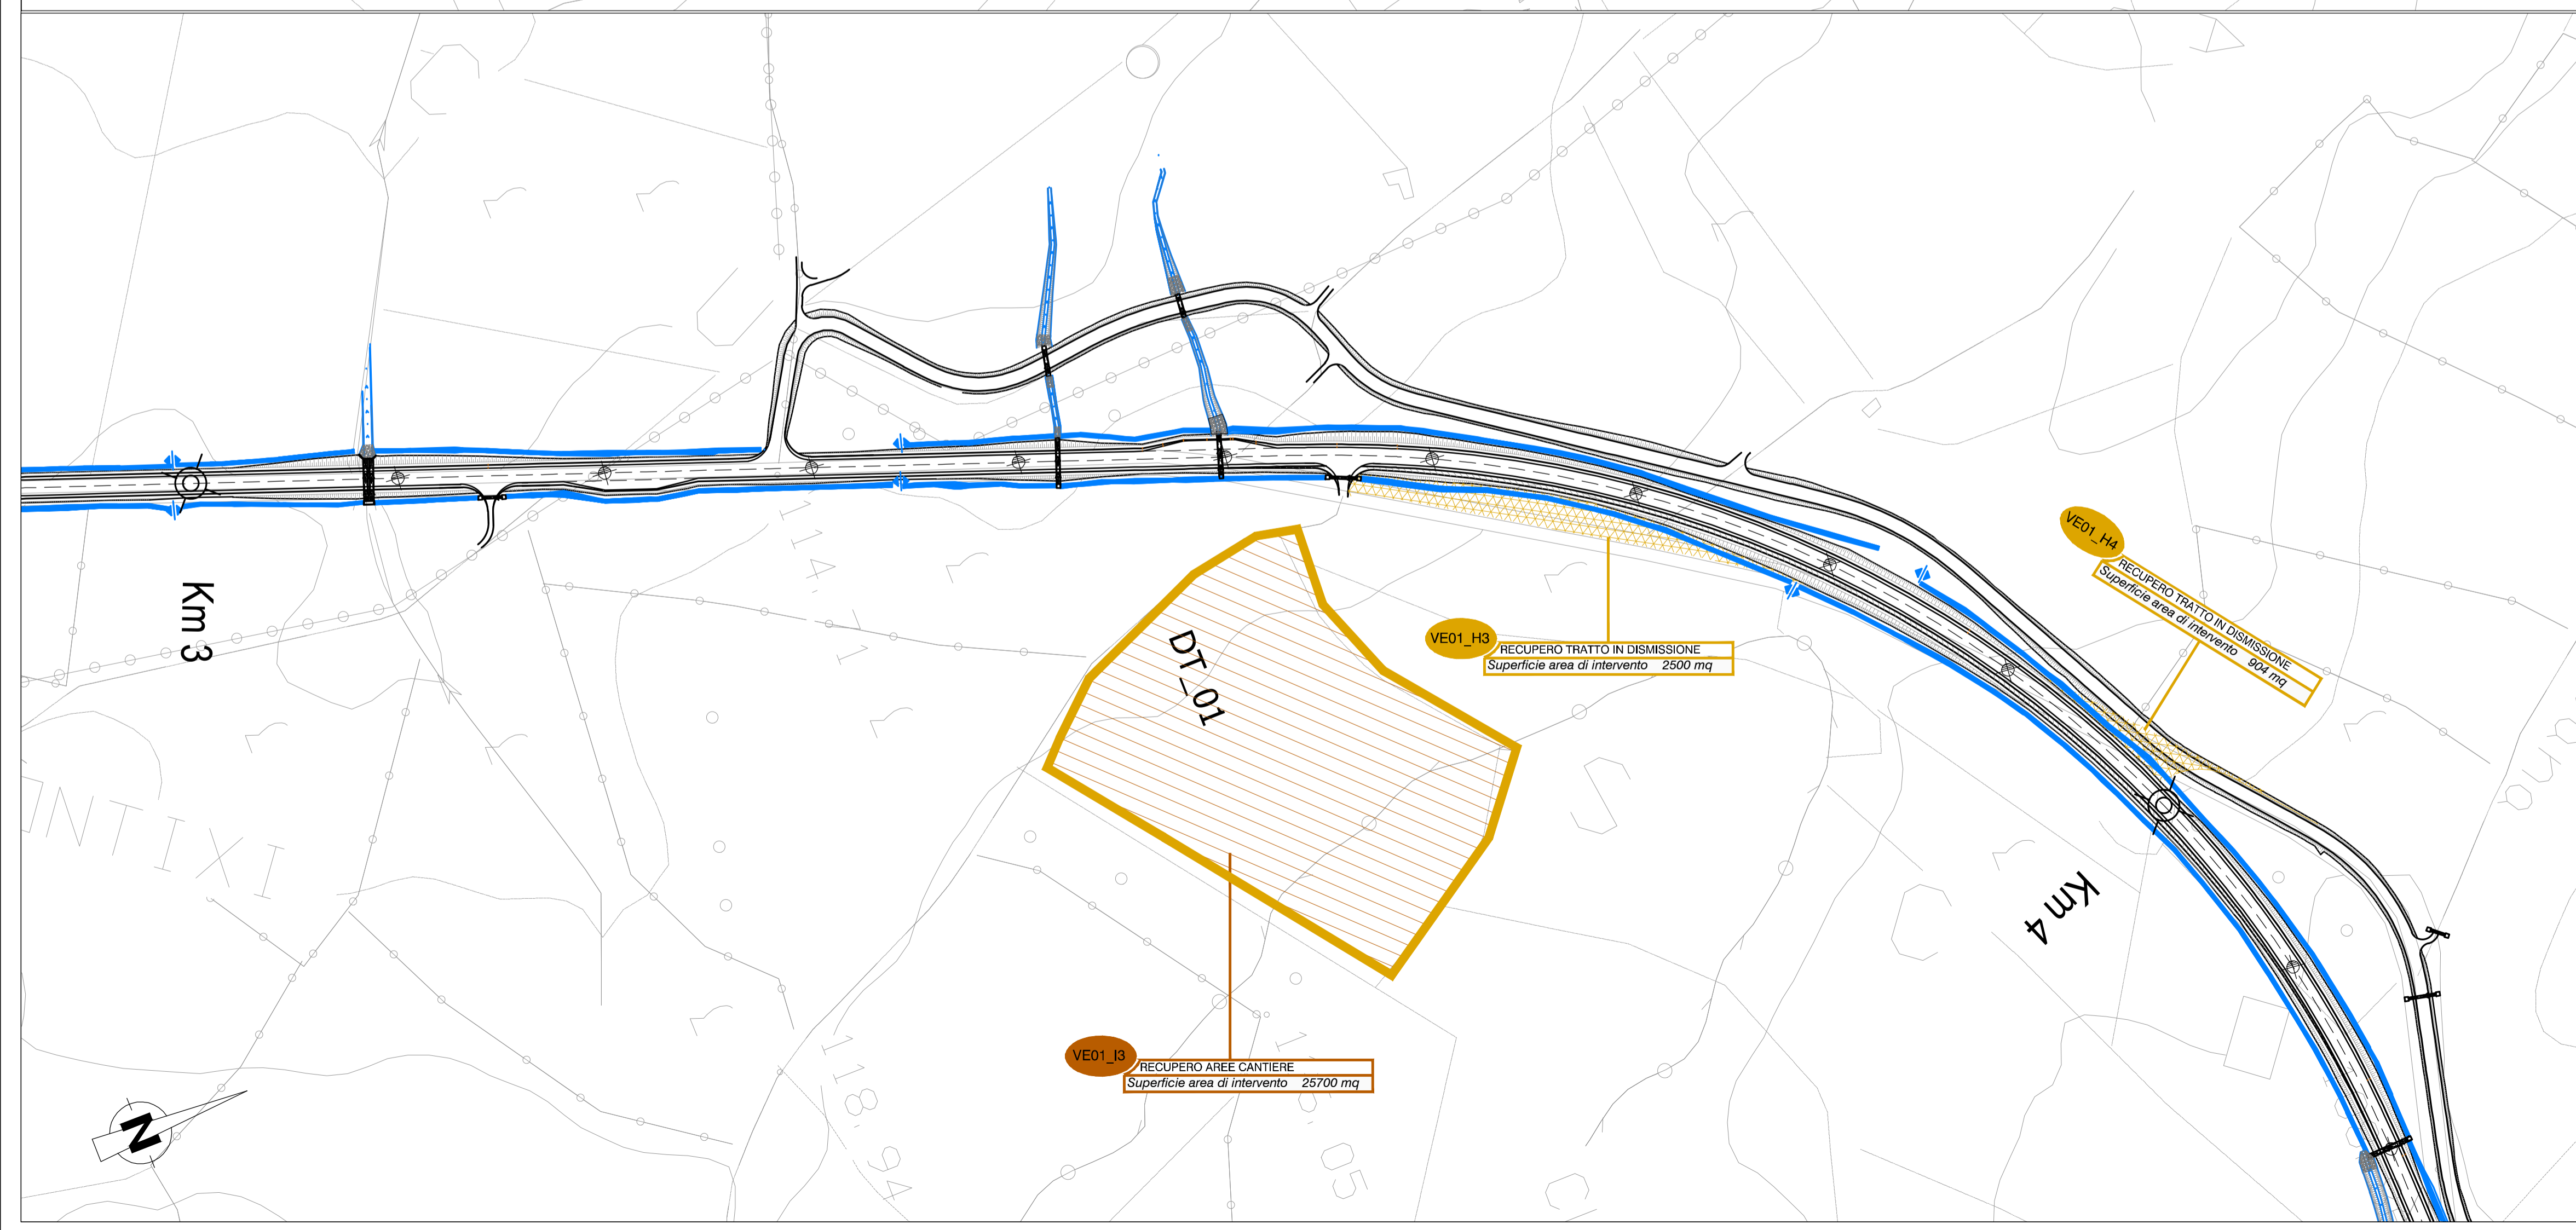 Km 3
DT_01
VE01_H3
RECUPERO TRATTO IN DISMISSIONE
Superficie area di intervento 2500 mq
VE01_H4
RECUPERO TRATTO IN DISMISSIONE
Superficie area di intervento 904 mq
Km 4
VE01_I3
RECUPERO AREE CANTIERE
Superficie area di intervento 25700 mq
N